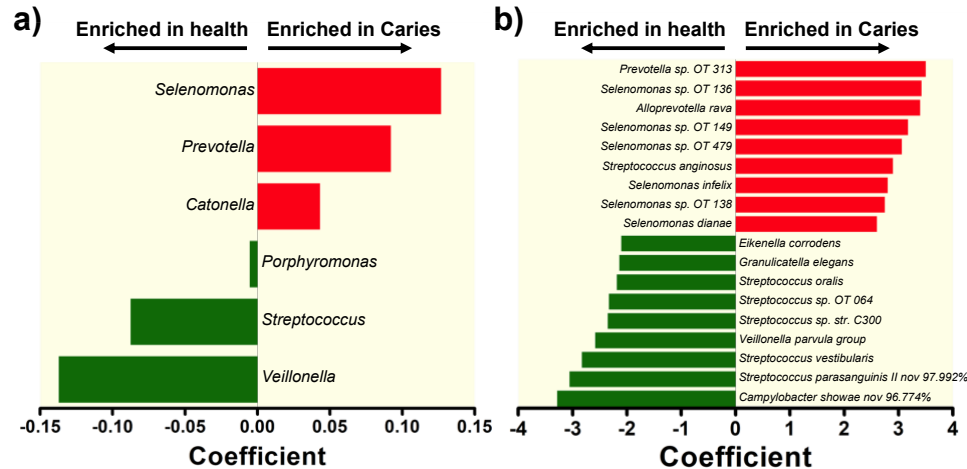 a)
Enriched in health
Enriched in Caries
Selenomonas
Prevotella
Catonella
Porphyromonas
Streptococcus
Veillonella
-0.15 -0.10 -0.05 0.00 0.05 0.10 0.15
Coefficient
b)
Enriched in health
Enriched in Caries
Prevotella sp. OT 313
Selenomonas sp. OT 136
Alloprevotella rava
Selenomonas sp. OT 149
Selenomonas sp. OT 479
Streptococcus anginosus
Selenomonas infelix
Selenomonas sp. OT 138
Selenomonas dianae
Eikenella corrodens
Granulicatella elegans
Streptococcus oralis
Streptococcus sp. OT 064
Streptococcus sp. str. C300
Veillonella parvula group
Streptococcus vestibularis
Streptococcus parasanguinis II nov 97.992%
Campylobacter showae nov 96.774%
-4 -3 -2 -1 0 1 2 3 4
Coefficient